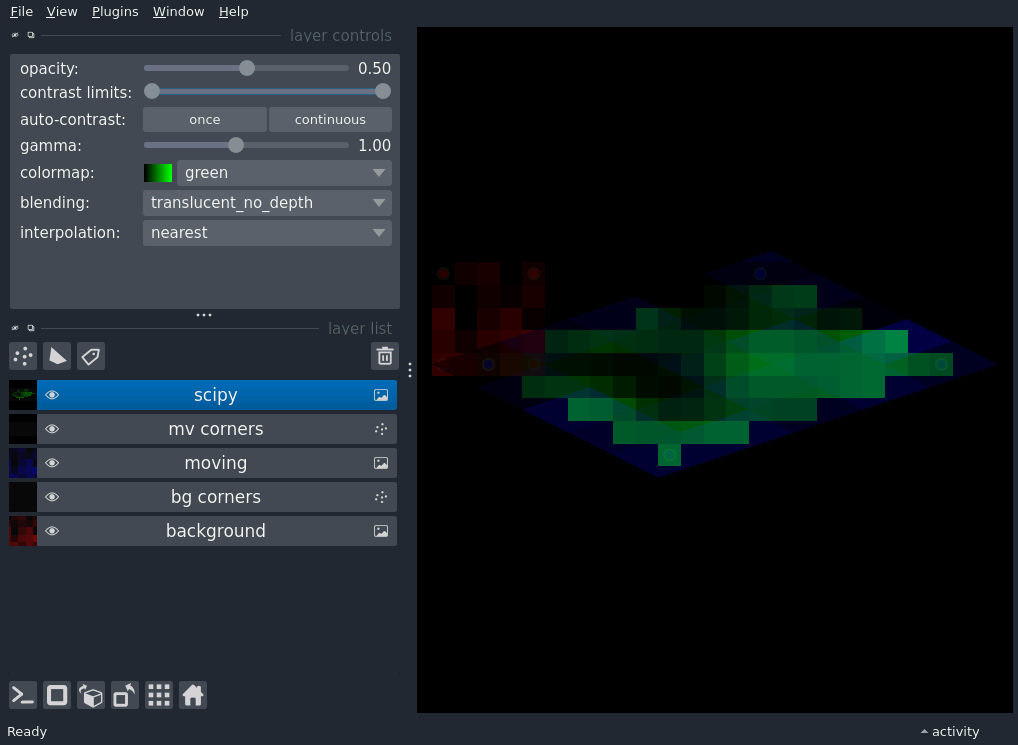 File View Plugins Window Help
layer controls
opacity: 0.50
contrast limits:
auto-contrast: once continuous
gamma: 1.00
colormap: green
blending: translucent_no_depth
interpolation: nearest
layer list
scipy
mv corners
moving
bg corners
background
Ready activity